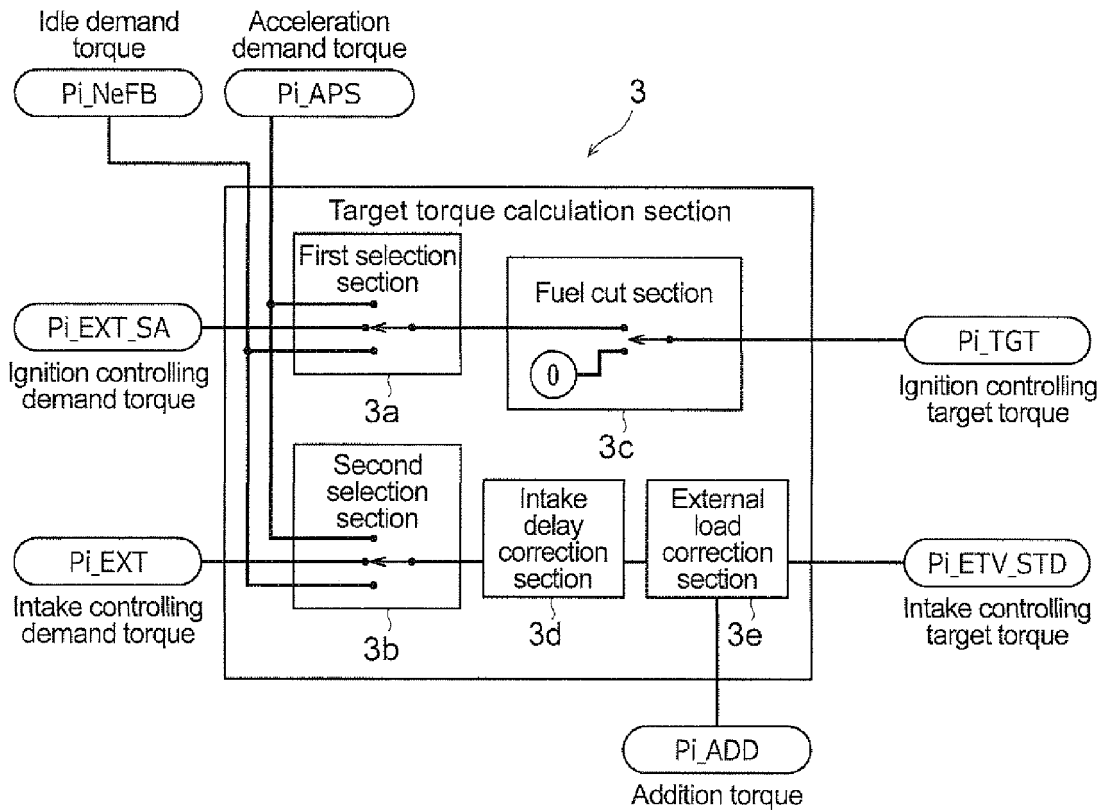 Idle demand
torque
Pi_NeFB
Acceleration
demand torque
Pi_APS
3
Target torque calculation section
First selection
section
3a
Fuel cut section
0
3c
Pi_EXT_SA
Ignition controlling
demand torque
Pi_TGT
Ignition controlling
target torque
Second
selection
section
3b
Intake
delay
correction
section
3d
External
load
correction
section
3e
Pi_EXT
Intake controlling
demand torque
Pi_ETV_STD
Intake controlling
target torque
Pi_ADD
Addition torque